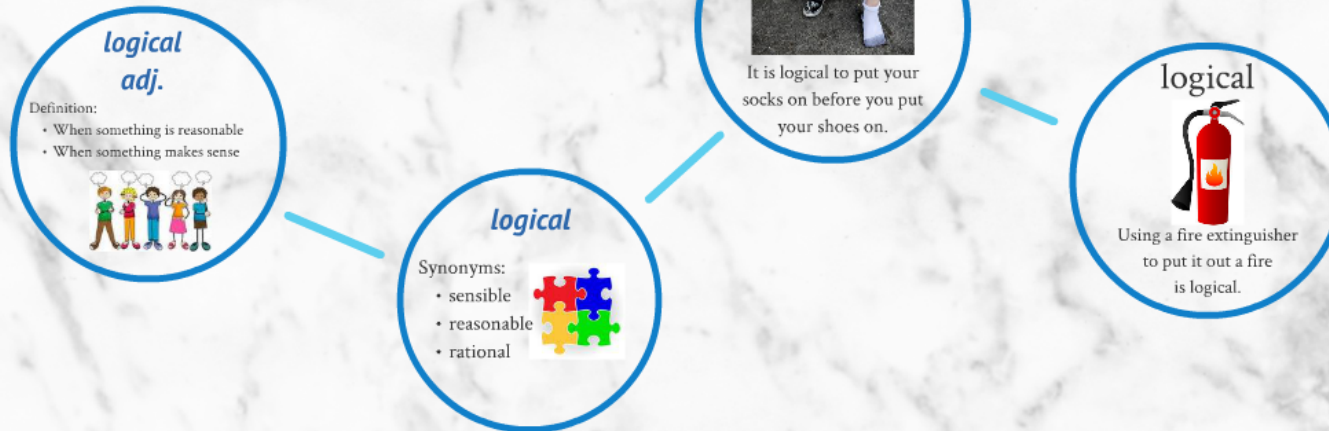 logical
adj.
Definition:
• When something is reasonable
• When something makes sense
logical
Synonyms:
• sensible
• reasonable
• rational
It is logical to put your
socks on before you put
your shoes on.
logical
Using a fire extinguisher
to put it out a fire
is logical.